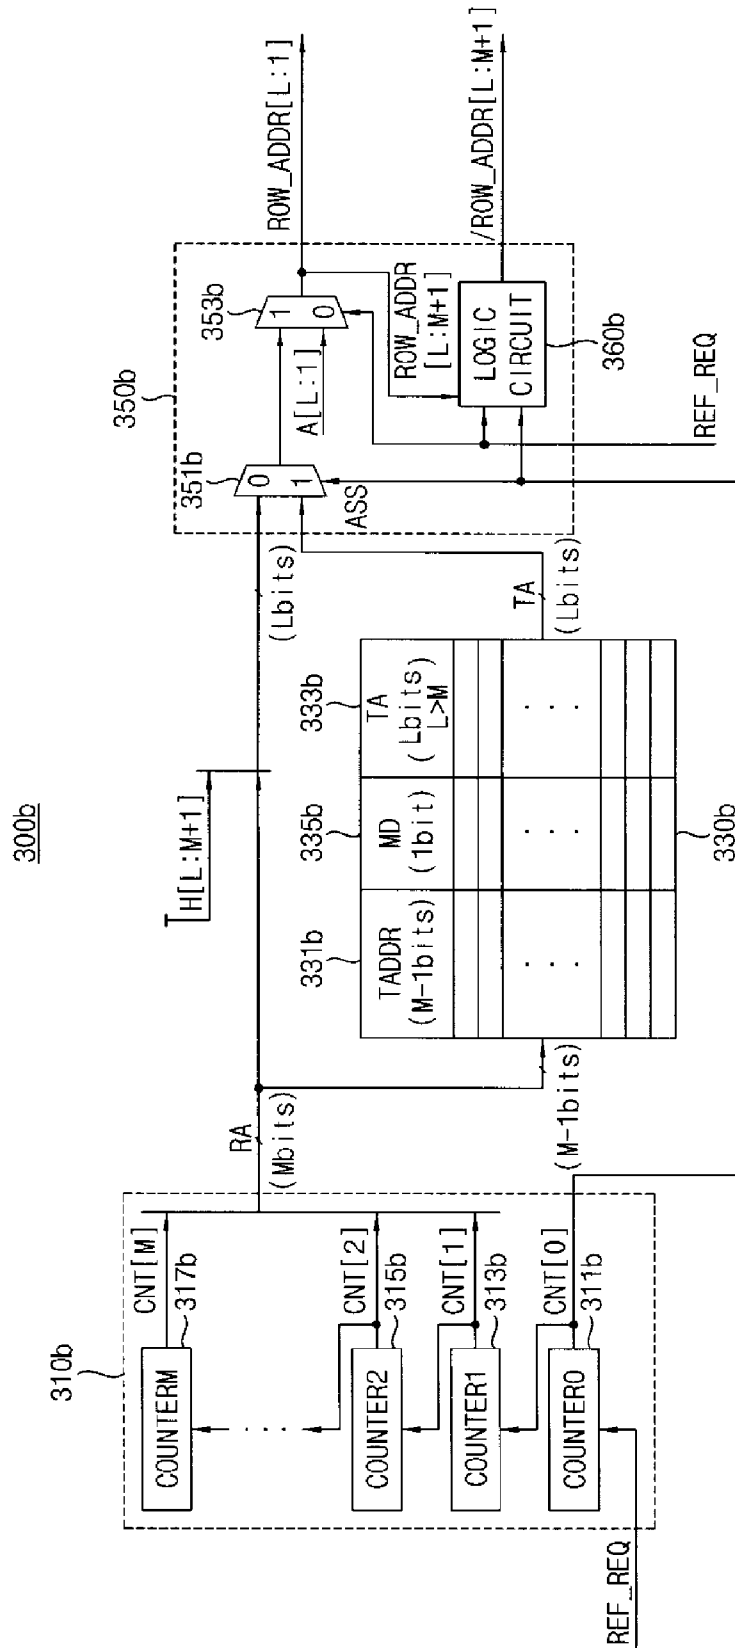 300b
310b
COUNTERM
317b
CNT[M]
. . .
COUNTER2
315b
CNT[2]
COUNTER1
313b
CNT[1]
COUNTER0
311b
CNT[0]
REF_REQ
RA
(Mbits)
(M-1bits)
H[L:M+1]
(Lbits)
331b
TADDR
(M-1bits)
. . .
335b
MD
(1bit)
. . .
333b
TA
(Lbits)
L>M
. . .
330b
TA
(Lbits)
350b
351b
0
1
ASS
A[L:1]
353b
1
0
ROW_ADDR
[L:M+1]
LOGIC
CIRCUIT
360b
REF_REQ
ROW_ADDR[L:1]
/ROW_ADDR[L:M+1]